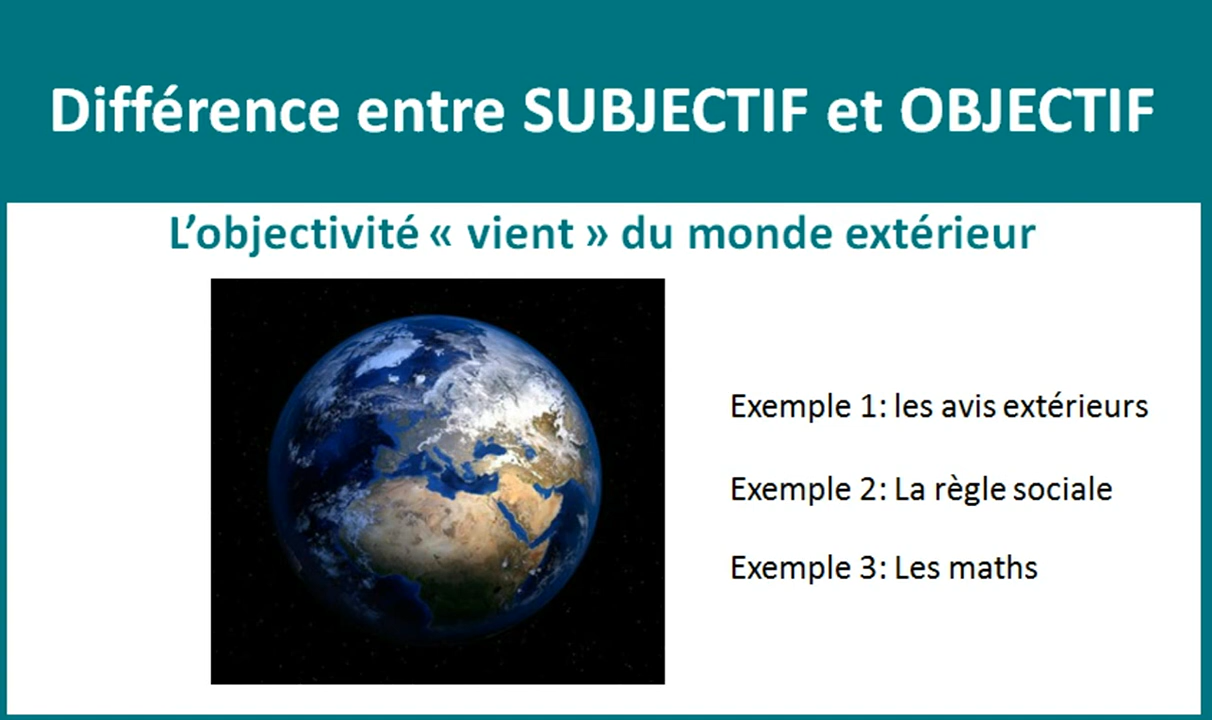 Différence entre SUBJECTIF et OBJECTIF
L’objectivité « vient » du monde extérieur
Exemple 1: les avis extérieurs
Exemple 2: La règle sociale
Exemple 3: Les maths